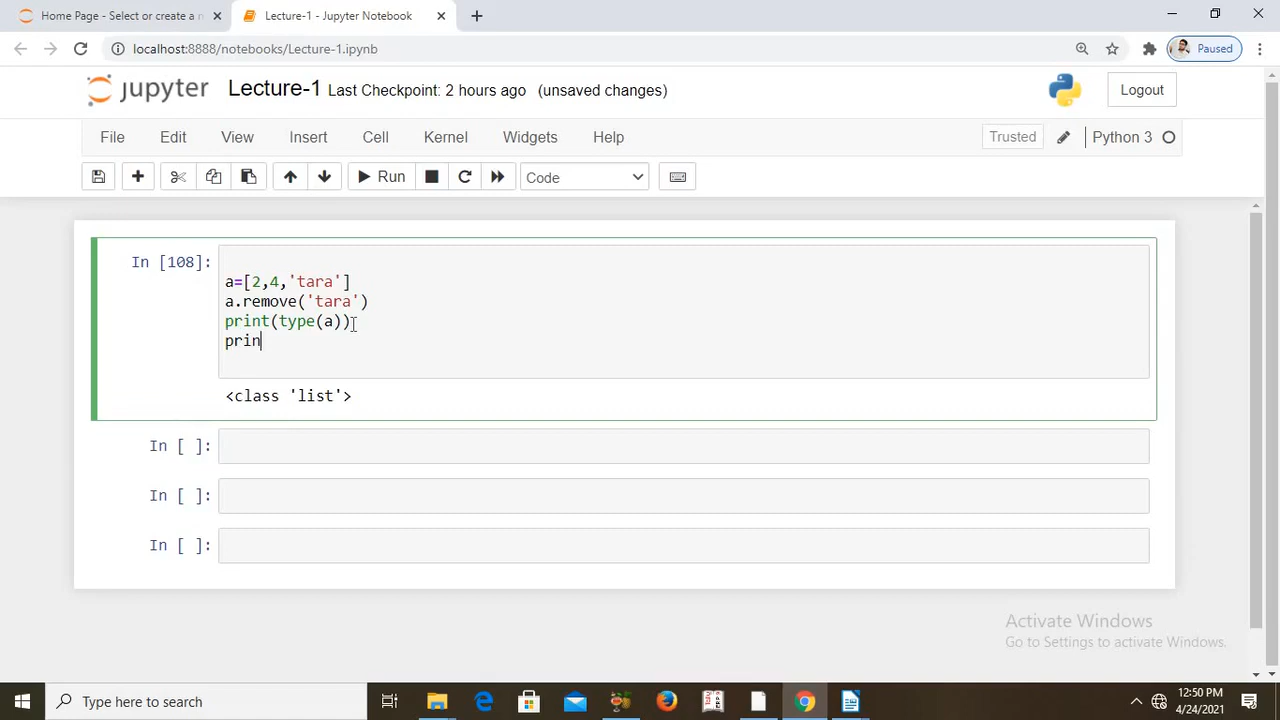 Home Page - Select or create a n
Lecture-1 - Jupyter Notebook
localhost:8888/notebooks/Lecture-1.ipynb
Paused
jupyter Lecture-1 Last Checkpoint: 2 hours ago (unsaved changes)
Logout
File Edit View Insert Cell Kernel Widgets Help
Trusted
Python 3
Run
Code
In [108]:
a=[2,4,'tara']
a.remove('tara')
print(type(a))
prin
<class 'list'>
In [ ]:
In [ ]:
In [ ]:
Activate Windows
Go to Settings to activate Windows.
Type here to search
12:50 PM
4/24/2021